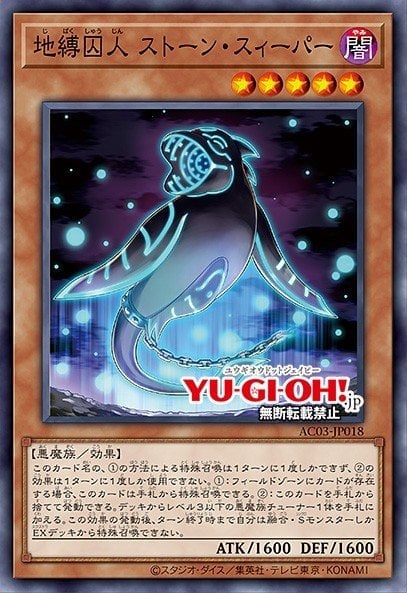 地縛囚人 ストーン・スィーパー
じ ばくしゅう じん
闇
やみ
ユウギオウドットジェイピー
YU-GI-OH!.jp
無断転載禁止
AC03-JP018
【悪魔族／効果】
このカード名の、①の方法による特殊召喚は1ターンに1度しかできず、②
の効果は1ターンに1度しか使用できない。①：フィールドゾーンにカードが存在
する場合、このカードは手札から特殊召喚できる。②：このカードを手札から
捨てて発動できる。デッキからレベル3以下の悪魔族チューナー1体を手札に
加える。この効果の発動後、ターン終了時まで自分は融合・Sモンスターしか
EXデッキから特殊召喚できない。
ATK/1600 DEF/1600
©スタジオ・ダイス／集英社・テレビ東京・KONAMI